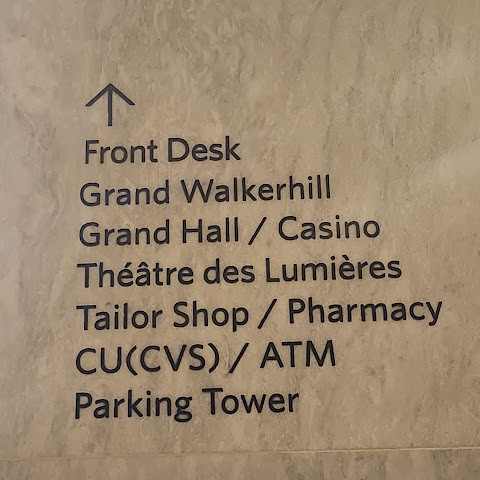 ↑
Front Desk
Grand Walkerhill
Grand Hall / Casino
Théâtre des Lumières
Tailor Shop / Pharmacy
CU(CVS) / ATM
Parking Tower